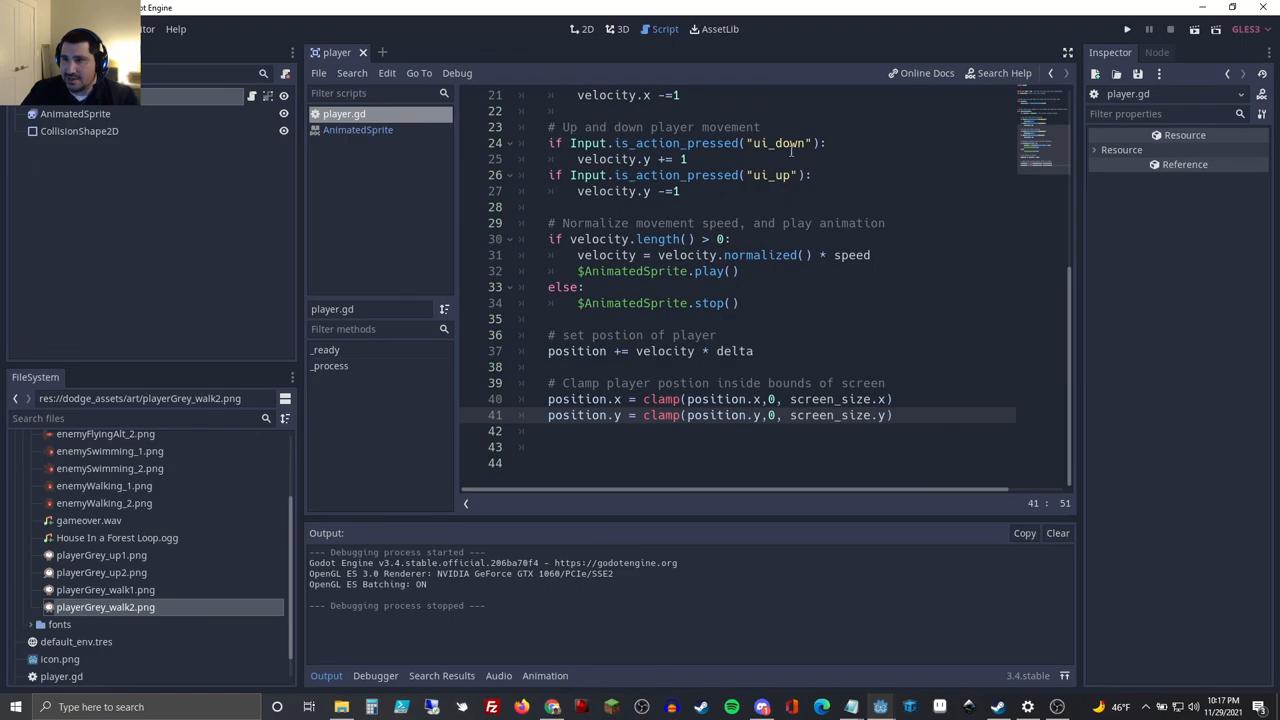 ot Engine
tor Help
2D 3D Script AssetLib
GLES3
AnimatedSprite
CollisionShape2D
player
File Search Edit Go To Debug
Online Docs Search Help
Filter scripts
player.gd
AnimatedSprite
player.gd
Filter methods
_ready
_process
21 velocity.x -=1
22
23 # Up and down player movement
24 if Input.is_action_pressed("ui_down"):
25 velocity.y += 1
26 if Input.is_action_pressed("ui_up"):
27 velocity.y -=1
28
29 # Normalize movement speed, and play animation
30 if velocity.length() > 0:
31 velocity = velocity.normalized() * speed
32 $AnimatedSprite.play()
33 else:
34 $AnimatedSprite.stop()
35
36 # set postion of player
37 position += velocity * delta
38
39 # Clamp player postion inside bounds of screen
40 position.x = clamp(position.x,0, screen_size.x)
41 position.y = clamp(position.y,0, screen_size.y)
42
43
44
41 : 51
Inspector Node
player.gd
Filter properties
Resource
Resource
Reference
FileSystem
res://dodge_assets/art/playerGrey_walk2.png
Search files
enemyFlyingAlt_2.png
enemySwimming_1.png
enemySwimming_2.png
enemyWalking_1.png
enemyWalking_2.png
gameover.wav
House In a Forest Loop.ogg
playerGrey_up1.png
playerGrey_up2.png
playerGrey_walk1.png
playerGrey_walk2.png
fonts
default_env.tres
icon.png
player.gd
Output:
Copy Clear
--- Debugging process started ---
Godot Engine v3.4.stable.official.206ba70f4 - https://godotengine.org
OpenGL ES 3.0 Renderer: NVIDIA GeForce GTX 1060/PCIe/SSE2
OpenGL ES Batching: ON
--- Debugging process stopped ---
Output Debugger Search Results Audio Animation
3.4.stable
Type here to search
46°F
10:17 PM
11/29/2021